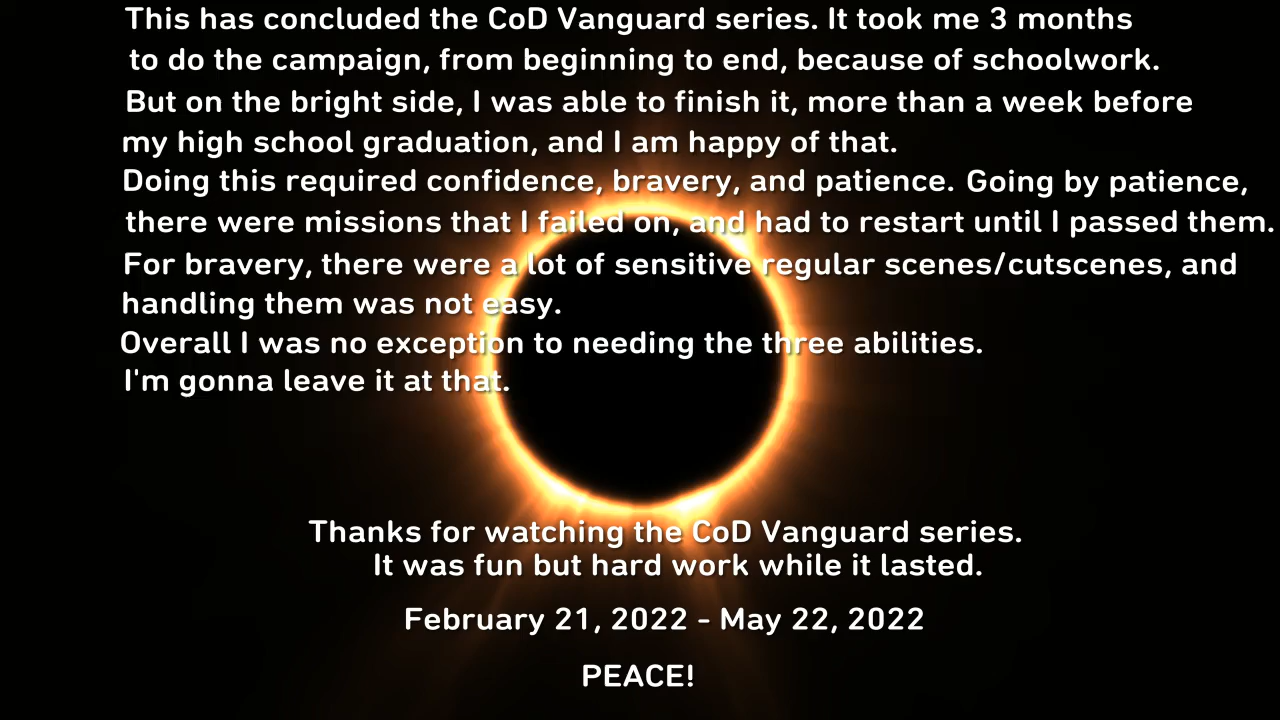 This has concluded the CoD Vanguard series. It took me 3 months
to do the campaign, from beginning to end, because of schoolwork.
But on the bright side, I was able to finish it, more than a week before
my high school graduation, and I am happy of that.
Doing this required confidence, bravery, and patience. Going by patience,
there were missions that I failed on, and had to restart until I passed them.
For bravery, there were a lot of sensitive regular scenes/cutscenes, and
handling them was not easy.
Overall I was no exception to needing the three abilities.
I'm gonna leave it at that.
Thanks for watching the CoD Vanguard series.
It was fun but hard work while it lasted.
February 21, 2022 - May 22, 2022
PEACE!